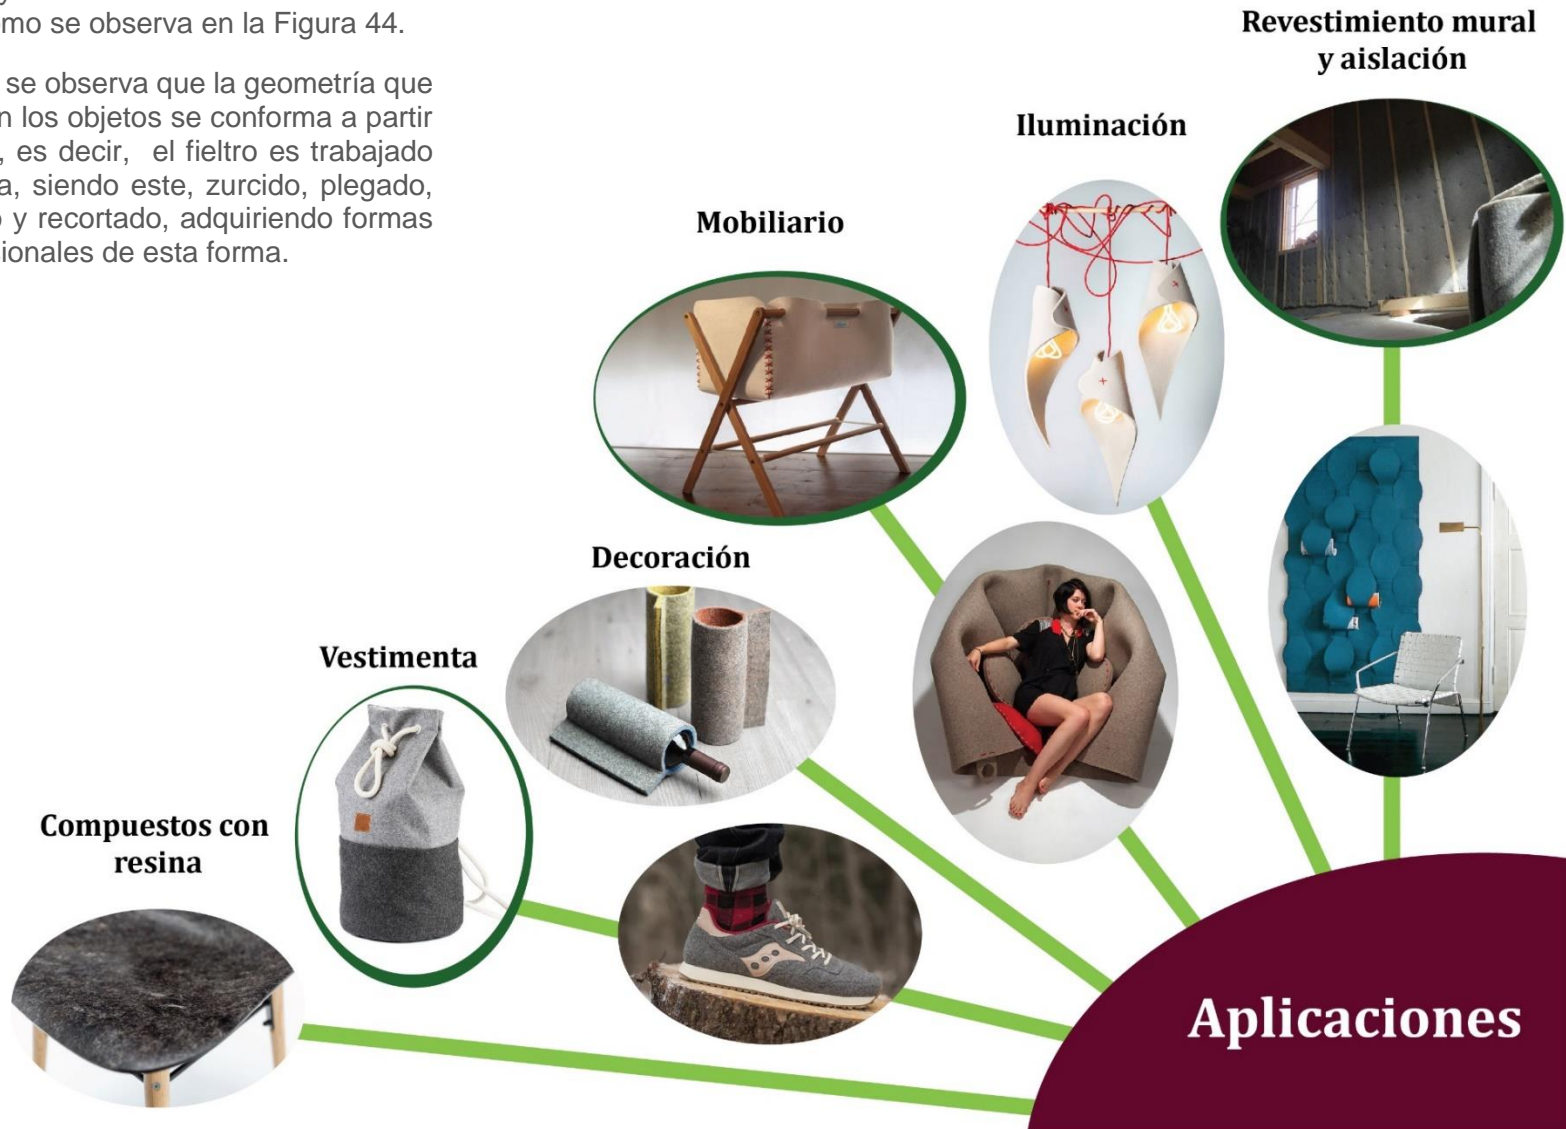 omo se observa en la Figura 44.
se observa que la geometría que
n los objetos se conforma a partir
, es decir, el fieltro es trabajado
a, siendo este, zurcido, plegado,
o y recortado, adquiriendo formas
sionales de esta forma.
Revestimiento mural
y aislación
Iluminación
Mobiliario
Decoración
Vestimenta
Compuestos con
resina
Aplicaciones